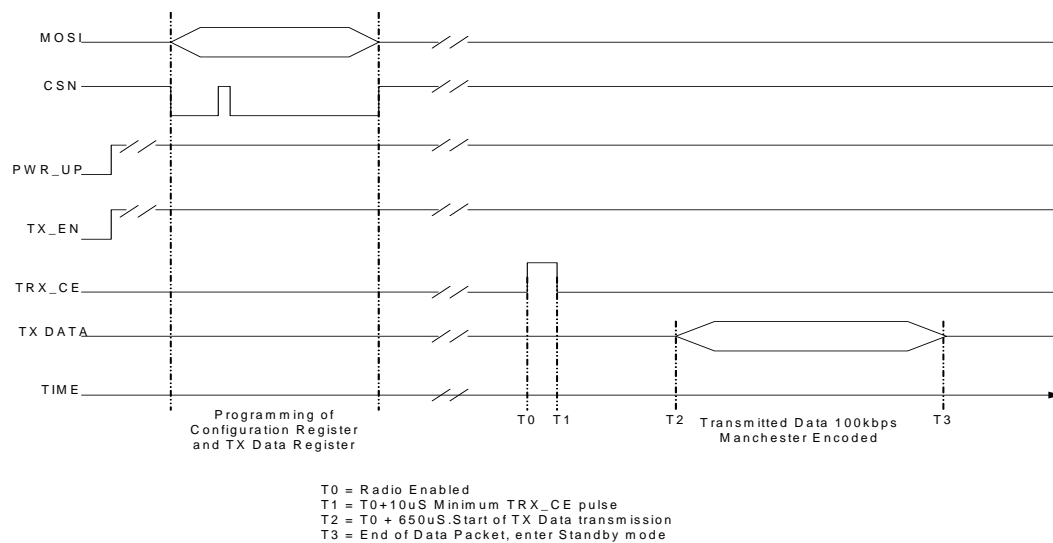 MOSI
CSN
PWR_UP
TX_EN
TRX_CE
TX DATA
TIME
Programming of
Configuration Register
and TX Data Register
T0 T1 T2 Transmitted Data 100kbps T3
Manchester Encoded
T0 = Radio Enabled
T1 = T0+10uS Minimum TRX_CE pulse
T2 = T0 + 650uS.Start of TX Data transmission
T3 = End of Data Packet, enter Standby mode